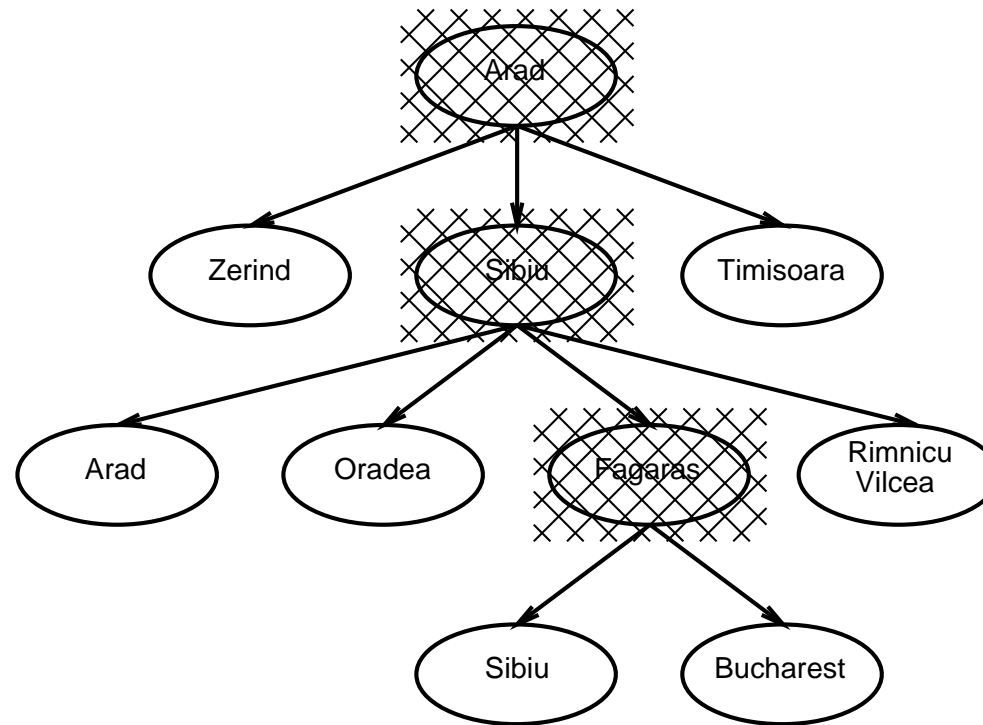 Arad
Zerind
Sibiu
Timisoara
Arad
Oradea
Fagaras
Rimnicu
Vilcea
Sibiu
Bucharest